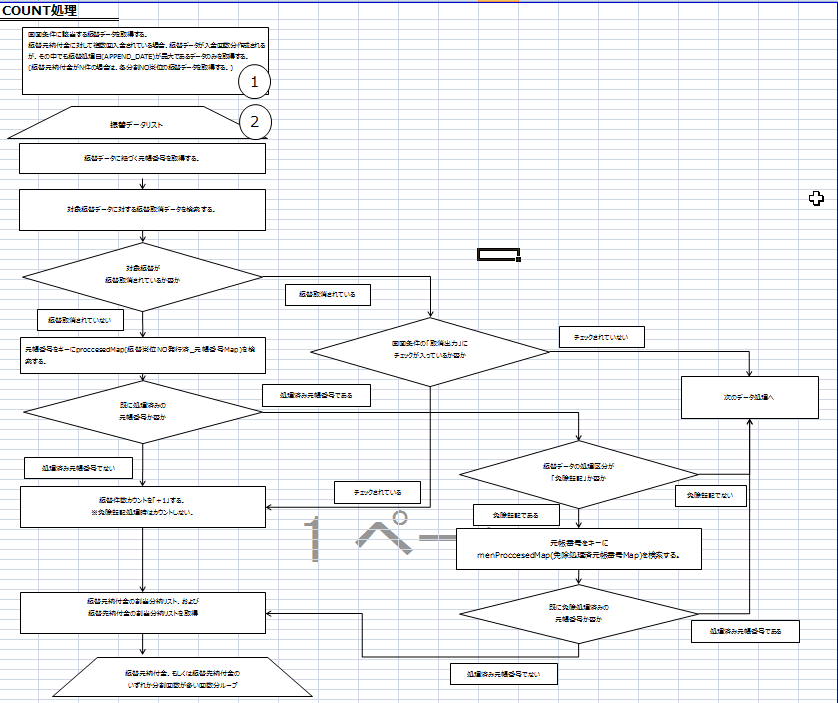 COUNT処理
画面条件に該当する振替データを取得する。
振替元納付金に対して複数回入金されている場合、振替データが入金回数分作成される
が、その中でも振替処理日(APPEND_DATE)が最大であるデータのみを取得する。
(振替元納付金がN件の場合は、各分割NO単位の振替データを取得する。)
1
振替データリスト
2
振替データに紐づく元帳番号を取得する。
対象振替データに対する振替取消データを検索する。
対象振替が
振替取消されているか否か
振替取消されている
振替取消されていない
画面条件の「取消出力」に
チェックが入っているか否か
チェックされていない
元帳番号をキーにproccesedMap(振替単位NO発行済_元帳番号Map)を検
索する。
次のデータ処理へ
処理済み元帳番号である
既に処理済みの
元帳番号か否か
処理済み元帳番号でない
振替データの処理区分が
「免除登記」か否か
チェックされている
免除登記でない
振替件数カウントを「+1」する。
※免除登記処理時はカウントしない。
免除登記である
1 ペー
元帳番号をキーに
menProccesedMap(免除処理済元帳番号Map)を検索する。
振替元納付金の割当分納リスト、および
振替先納付金の割当分納リストを取得
既に免除処理済みの
元帳番号か否か
処理済み元帳番号である
処理済み元帳番号でない
振替元納付金、もしくは振替先納付金の
いずれか分割回数が多い回数分ループ